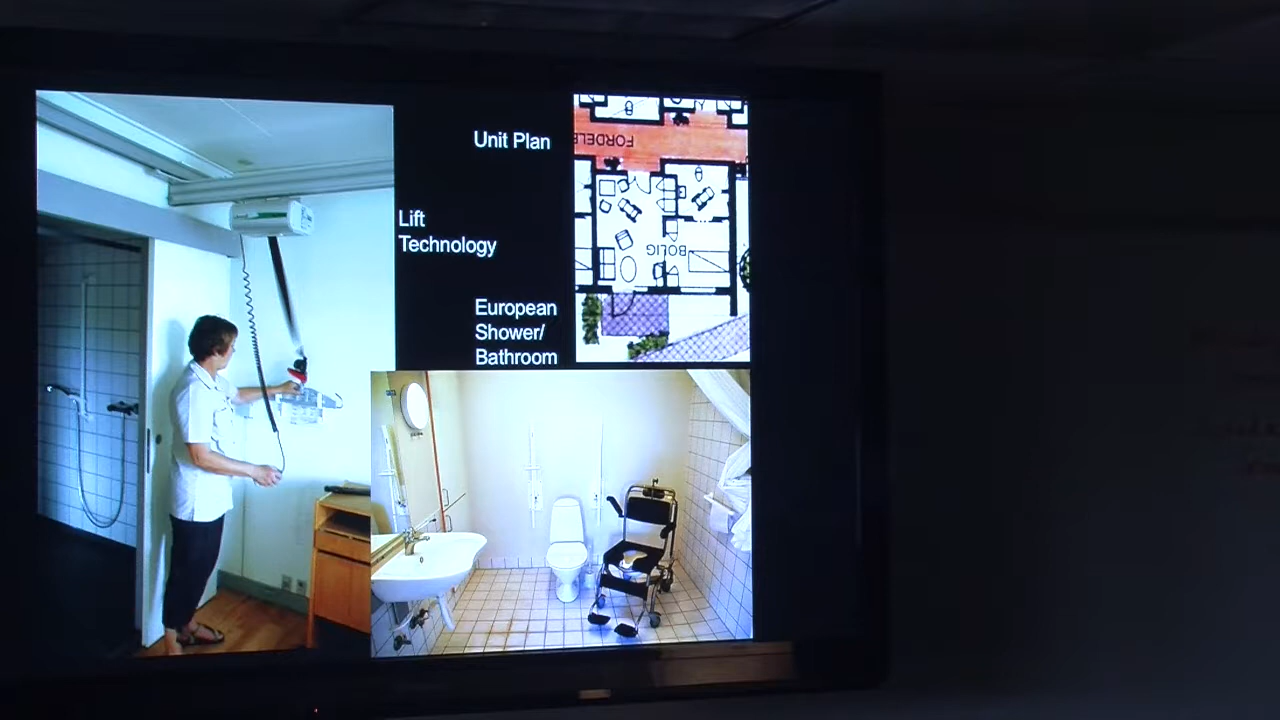 Unit Plan
FORDELE
Lift
Technology
BOLIG
European
Shower/
Bathroom